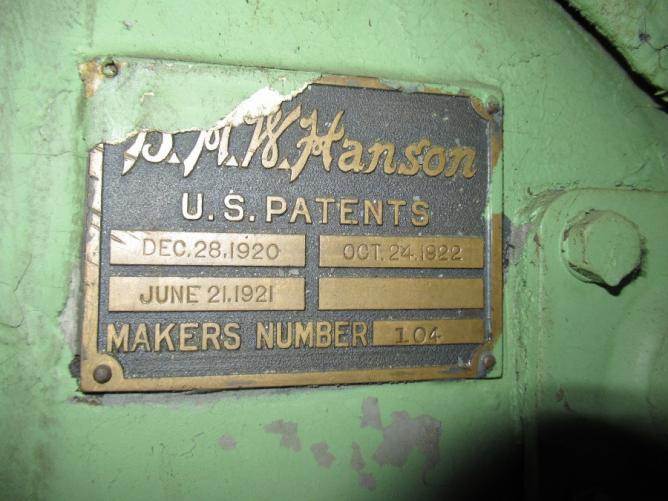 B.M.W. Hanson
U.S. PATENTS
DEC. 28, 1920 OCT. 24, 1922
JUNE 21, 1921
MAKERS NUMBER 104